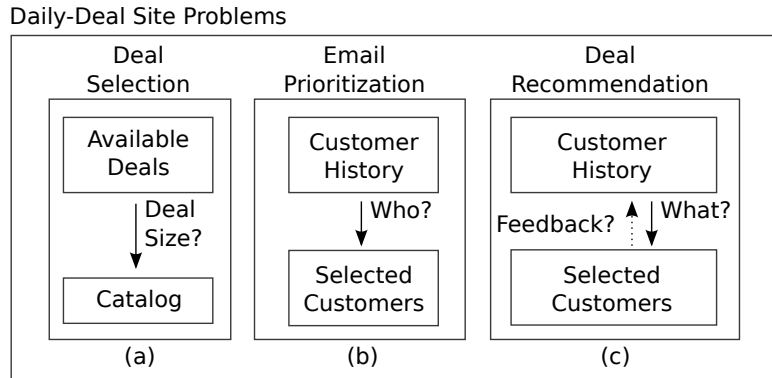 Daily-Deal Site Problems
Deal
Selection
Available
Deals
Deal
Size?
Catalog
(a)
Email
Prioritization
Customer
History
Who?
Selected
Customers
(b)
Deal
Recommendation
Customer
History
Feedback?
What?
Selected
Customers
(c)